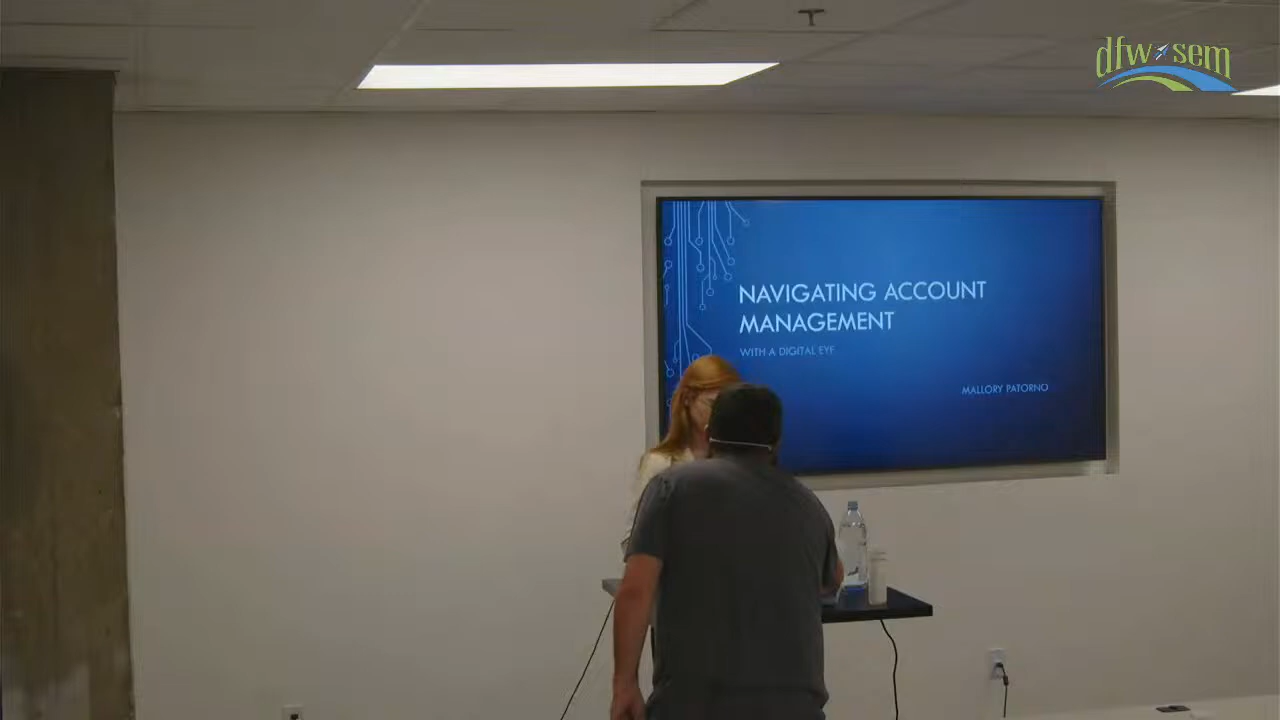 dfw sem
NAVIGATING ACCOUNT
MANAGEMENT
WITH A DIGITAL EYE
MALLORY PATORNO